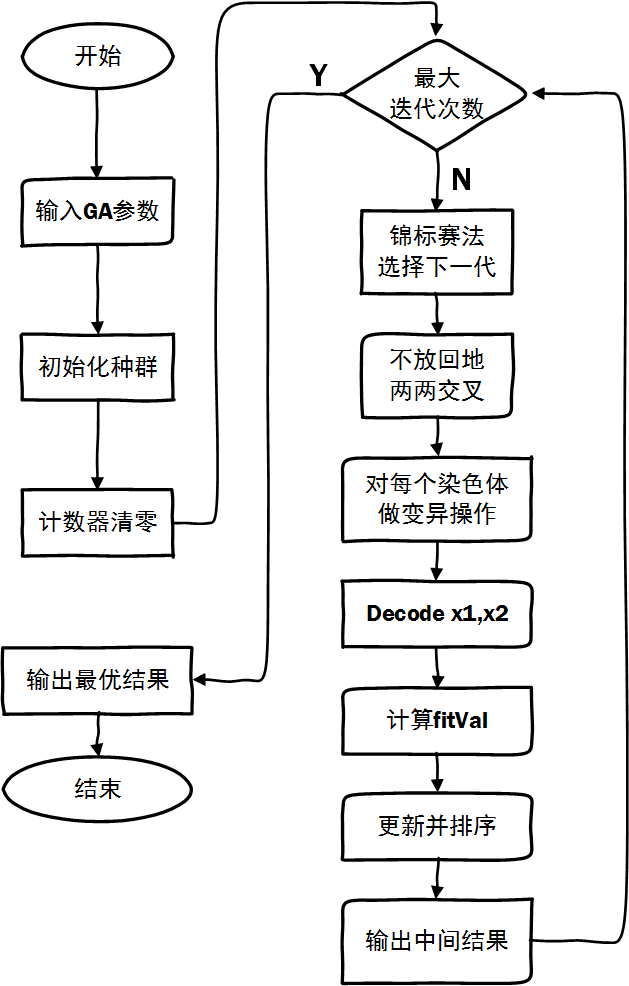 开始
输入GA参数
初始化种群
计数器清零
最大
迭代次数
Y
N
锦标赛法
选择下一代
不放回地
两两交叉
对每个染色体
做变异操作
Decode x1,x2
计算fitVal
更新并排序
输出中间结果
输出最优结果
结束